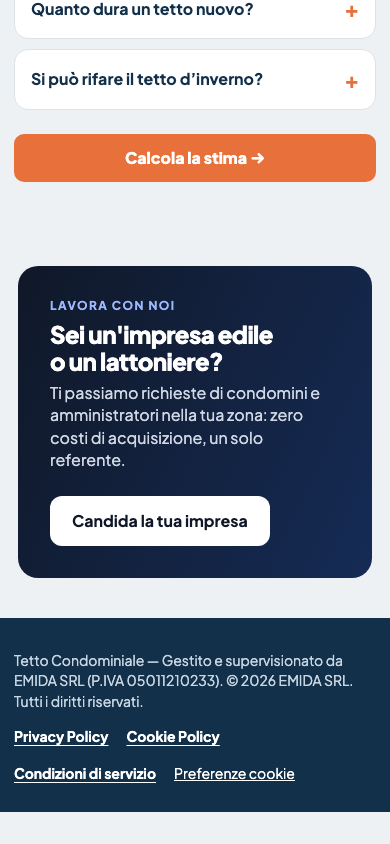 Quanto dura un tetto nuovo? +
Si può rifare il tetto d’inverno? +
Calcola la stima →
LAVORA CON NOI
Sei un'impresa edile
o un lattoniere?
Ti passiamo richieste di condomini e
amministratori nella tua zona: zero
costi di acquisizione, un solo
referente.
Candida la tua impresa
Tetto Condominiale — Gestito e supervisionato da
EMIDA SRL (P.IVA 05011210233). © 2026 EMIDA SRL.
Tutti i diritti riservati.
Privacy Policy Cookie Policy
Condizioni di servizio Preferenze cookie